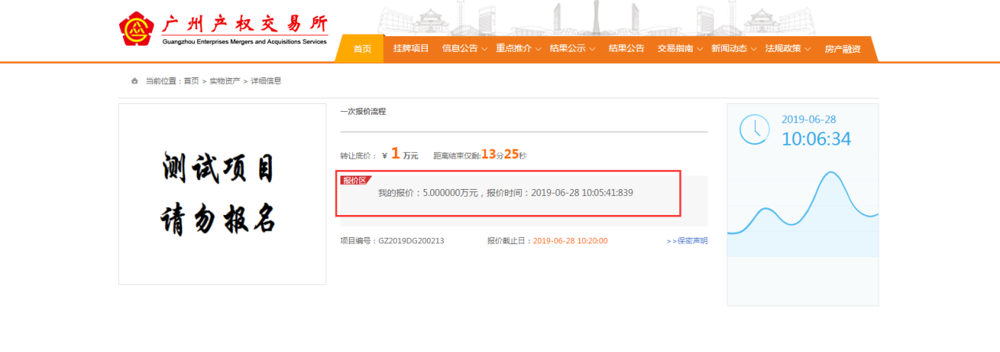 广州产权交易所
Guangzhou Enterprises Mergers and Acquisitions Services
首页 挂牌项目 信息公告 重点推介 结果公示 结果公告 交易指南 新闻动态 法规政策 房产融资
当前位置：首页 > 实物资产 > 详细信息
测试项目
请勿报名
一次报价流程
转让底价： ¥ 1 万元 距离结束仅剩:13分25秒
报价区
我的报价：5.000000万元，报价时间：2019-06-28 10:05:41:839
项目编号：GZ2019DG200213 报价截止日：2019-06-28 10:20:00 >>保密声明
2019-06-28
10:06:34